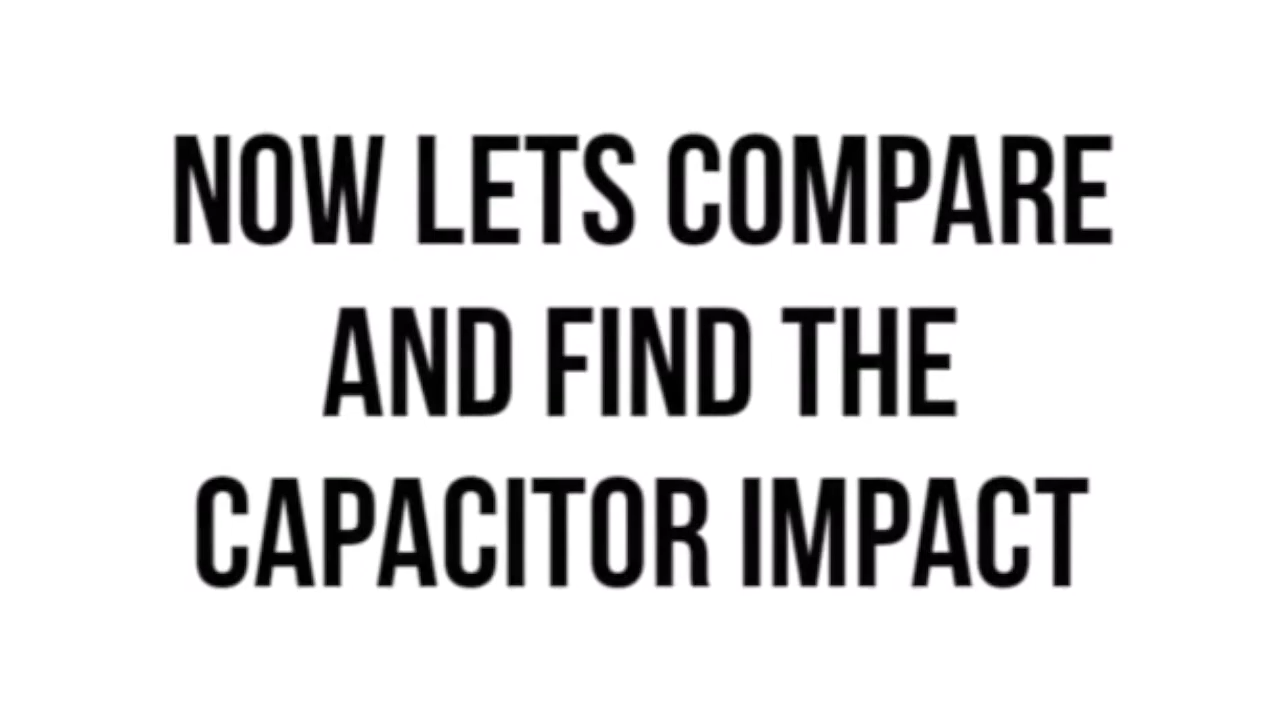 NOW LETS COMPARE
AND FIND THE
CAPACITOR IMPACT